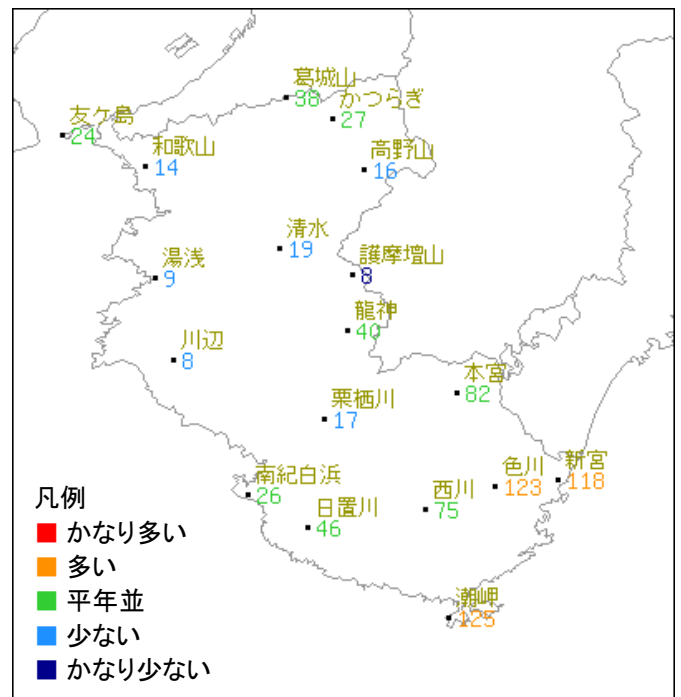 葛城山
38
かつらぎ
27
友ケ島
24
和歌山
14
高野山
16
清水
19
湯浅
9
護摩壇山
8
龍神
40
川辺
8
本宮
82
栗栖川
17
色川
123
新宮
118
南紀白浜
26
西川
75
日置川
46
潮岬
125
凡例
かなり多い
多い
平年並
少ない
かなり少ない